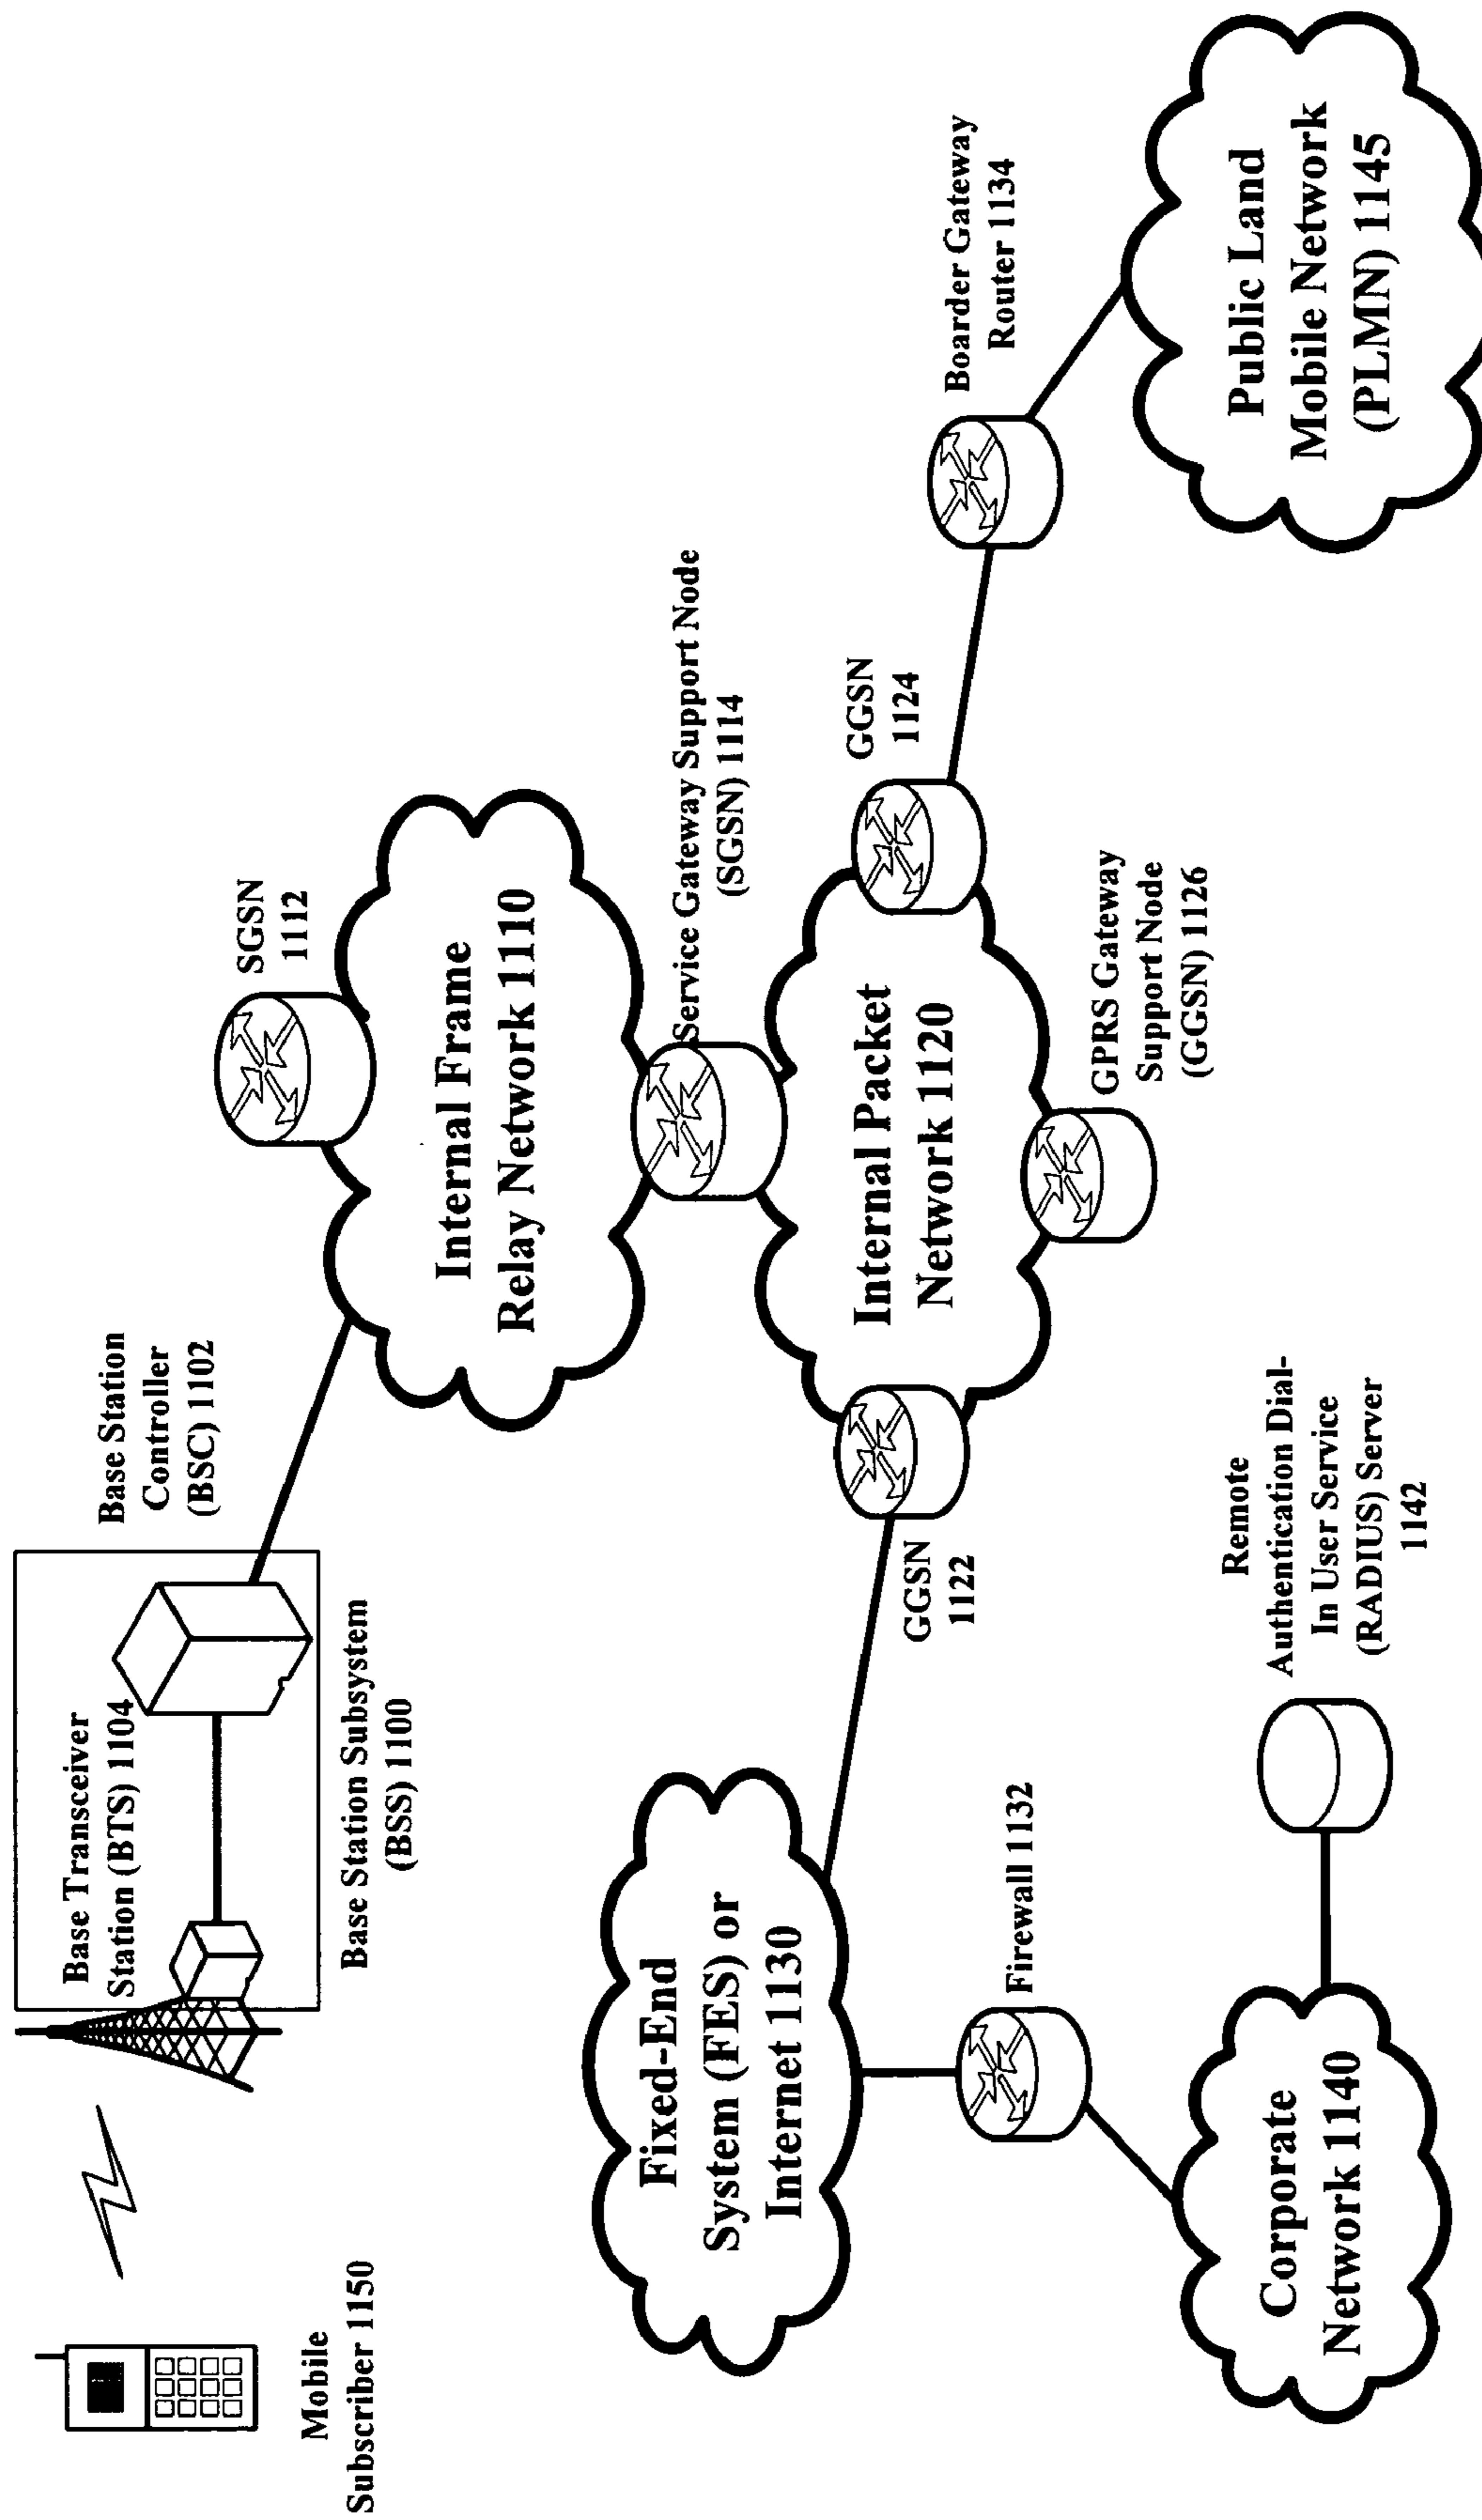 Mobile
Subscriber 1150
Base Transceiver
Station (BTS) 1104
Base Station Subsystem
(BSS) 1100
Base Station
Controller
(BSC) 1102
SGSN
1112
Internal Frame
Relay Network 1110
Service Gateway Support Node
(SGSN) 1114
Fixed-End
System (FES) or
Internet 1130
GGSN
1122
Internal Packet
Network 1120
GGSN
1124
Boarder Gateway
Router 1134
Firewall 1132
GPRS Gateway
Support Node
(GGSN) 1126
Corporate
Network 1140
Remote
Authentication Dial-
In User Service
(RADIUS) Server
1142
Public Land
Mobile Network
(PLMN) 1145